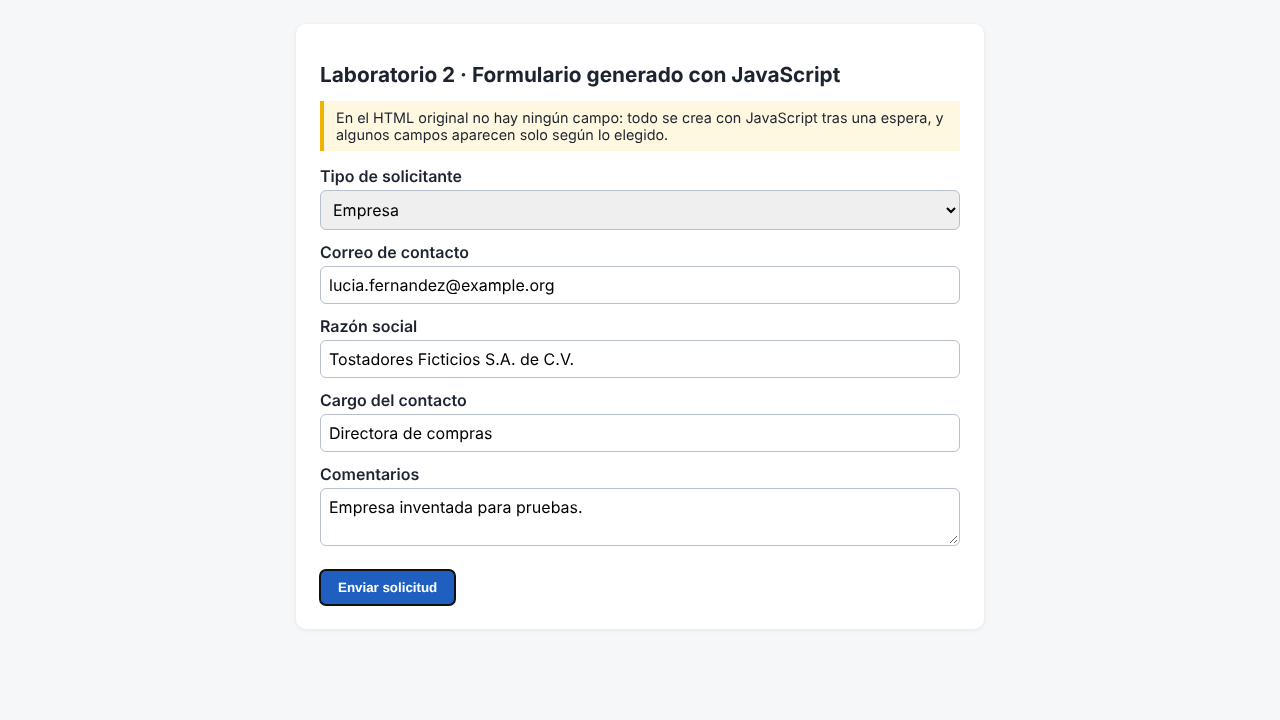 Laboratorio 2 · Formulario generado con JavaScript
En el HTML original no hay ningún campo: todo se crea con JavaScript tras una espera, y
algunos campos aparecen solo según lo elegido.
Tipo de solicitante
Empresa
Correo de contacto
lucia.fernandez@example.org
Razón social
Tostadores Ficticios S.A. de C.V.
Cargo del contacto
Directora de compras
Comentarios
Empresa inventada para pruebas.
Enviar solicitud